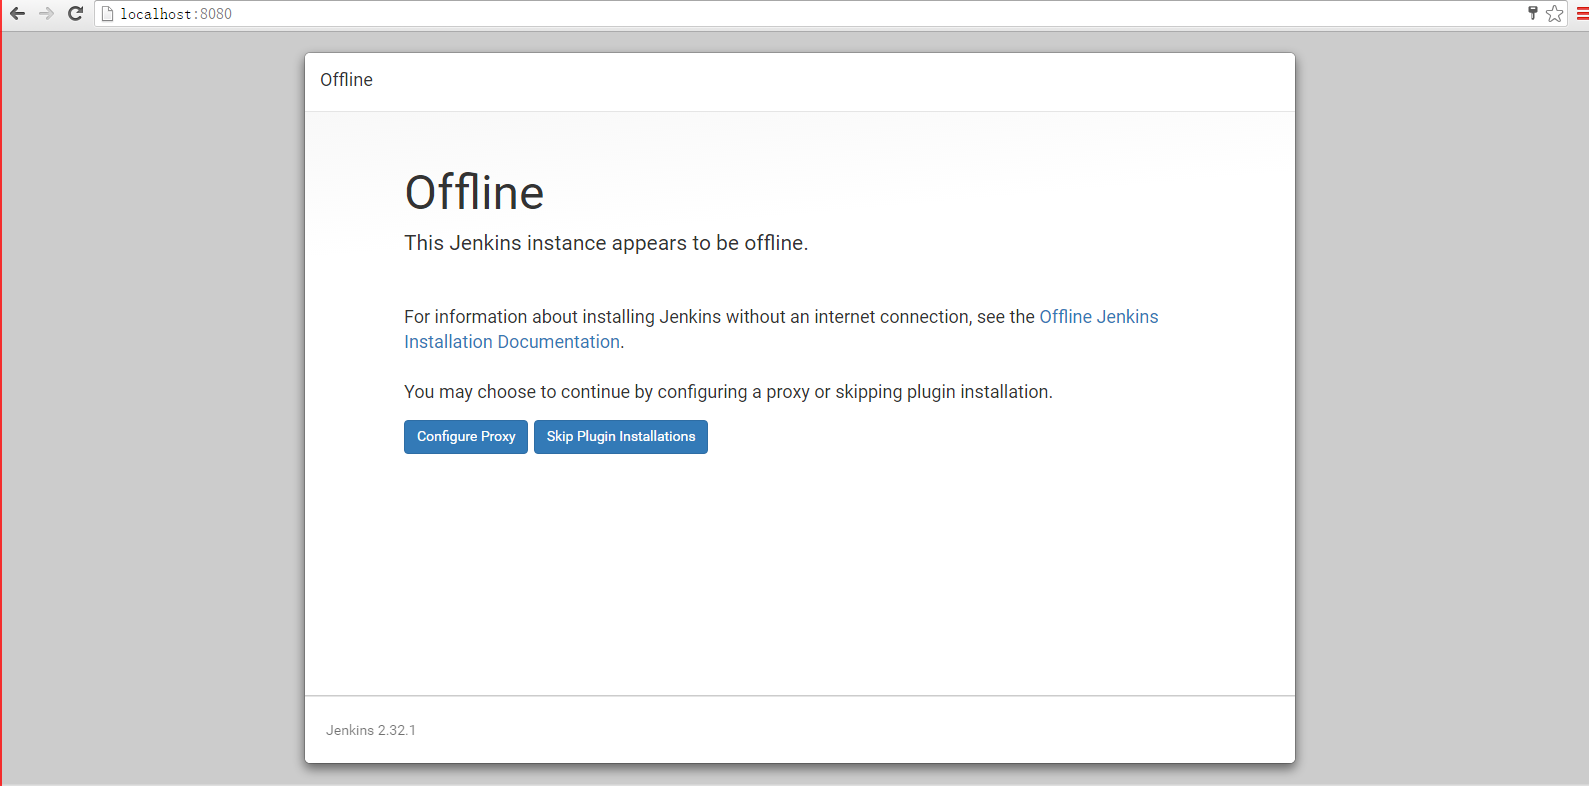 localhost:8080
Offline
Offline
This Jenkins instance appears to be offline.
For information about installing Jenkins without an internet connection, see the Offline Jenkins
Installation Documentation.
You may choose to continue by configuring a proxy or skipping plugin installation.
Configure Proxy Skip Plugin Installations
Jenkins 2.32.1